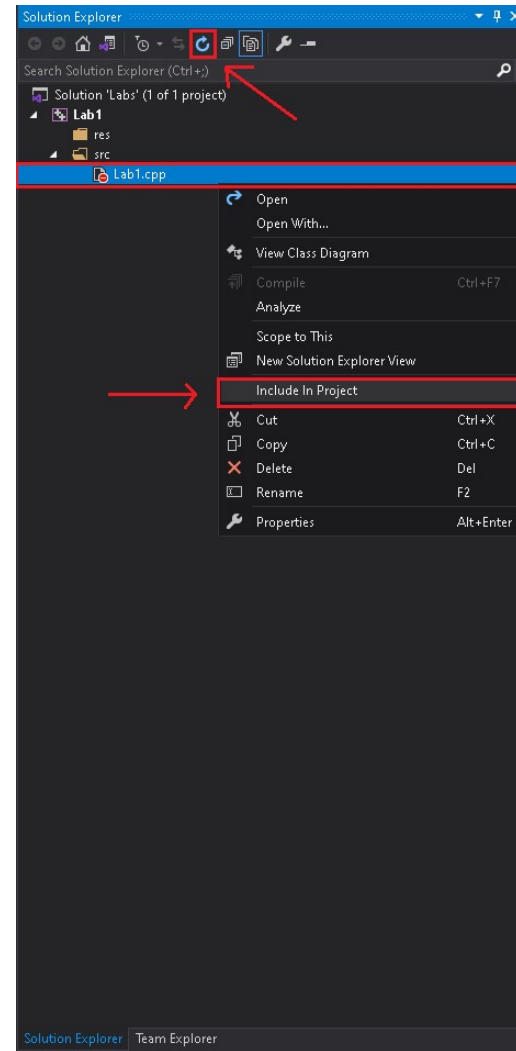 Solution Explorer
Search Solution Explorer (Ctrl+;)
Solution 'Labs' (1 of 1 project)
Lab1
res
src
Lab1.cpp
Open
Open With...
View Class Diagram
Compile Ctrl+F7
Analyze
Scope to This
New Solution Explorer View
Include In Project
Cut Ctrl+X
Copy Ctrl+C
Delete Del
Rename F2
Properties Alt+Enter
Solution Explorer Team Explorer